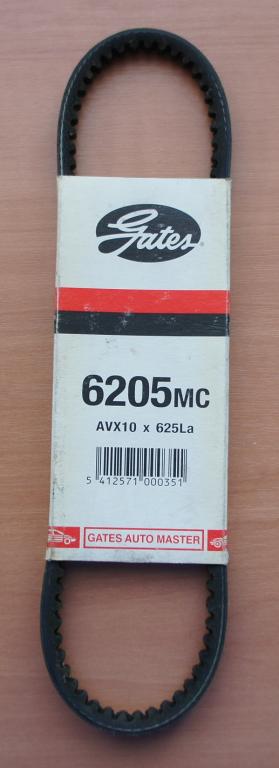 Gates
6205MC
AVX10 x 625La
5 412571 000351
GATES AUTO MASTER